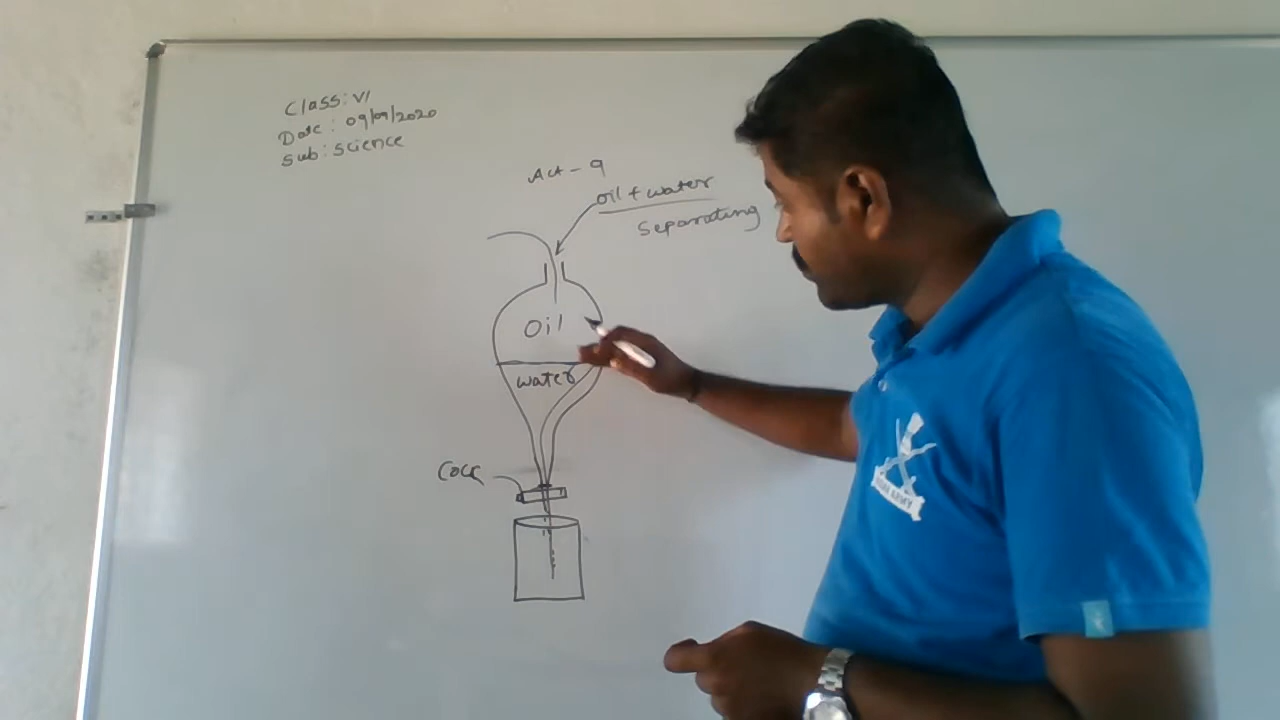 Class: VI
Date: 09/09/2020
Sub: Science
Act - 9
oil + water
Separating
Oil
water
Cock